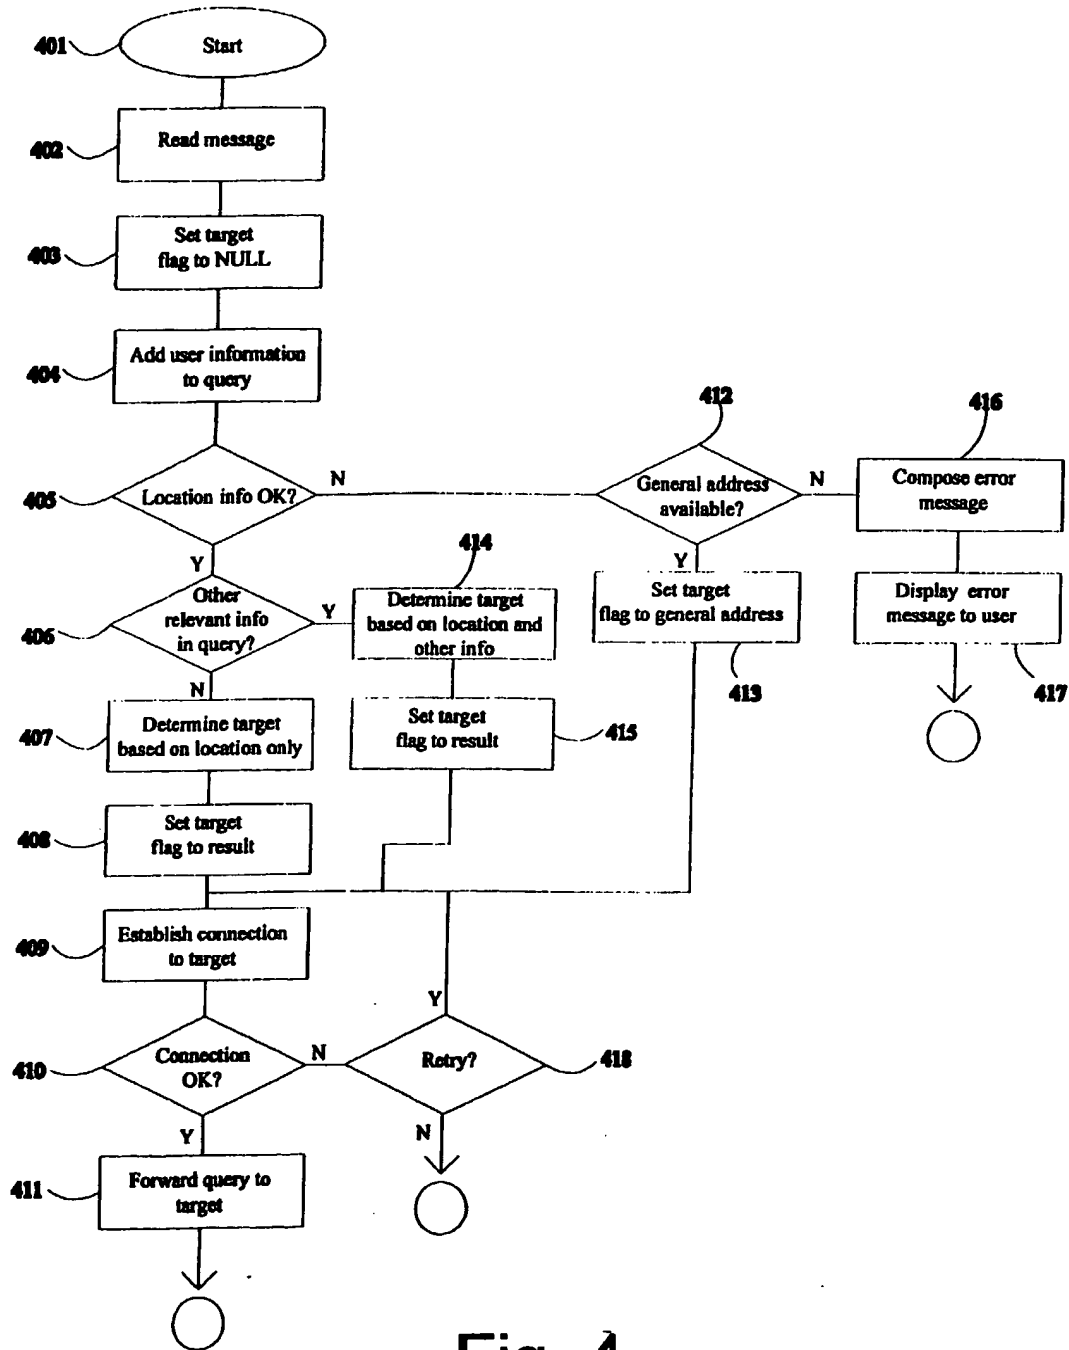 401
Start
402
Read message
403
Set target
flag to NULL
404
Add user information
to query
405
Location info OK?
N
412
General address
available?
N
416
Compose error
message
Y
406
Other
relevant info
in query?
Y
414
Determine target
based on location and
other info
Y
Set target
flag to general address
413
Display error
message to user
417
N
407
Determine target
based on location only
Set target
flag to result
415
408
Set target
flag to result
409
Establish connection
to target
Y
410
Connection
OK?
N
Retry?
418
Y
N
411
Forward query to
target
Fig. 4